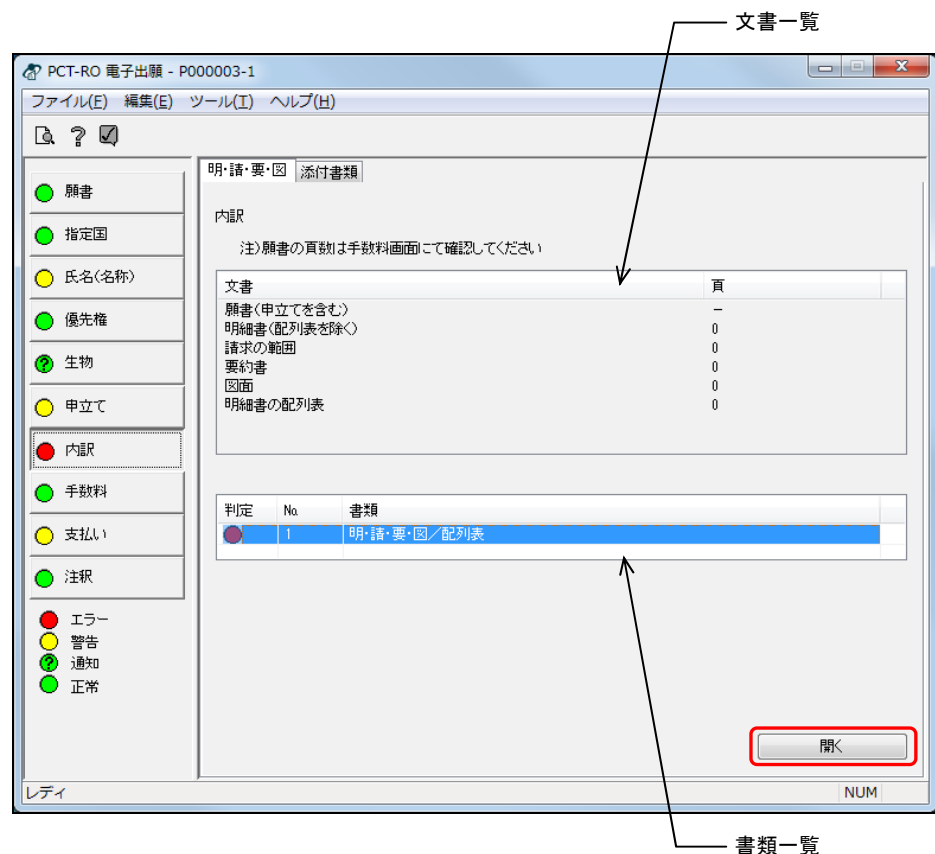 文書一覧
PCT-RO 電子出願 - P000003-1
ファイル(F) 編集(E) ツール(T) ヘルプ(H)
願書
指定国
氏名(名称)
優先権
生物
申立て
内訳
手数料
支払い
注釈
エラー
警告
通知
正常
明・請・要・図 添付書類
内訳
注)願書の頁数は手数料画面にて確認してください
文書 頁
願書(申立てを含む) －
明細書(配列表を除く) 0
請求の範囲 0
要約書 0
図面 0
明細書の配列表 0
判定 No. 書類
1 明・請・要・図／配列表
開く
レディ NUM
書類一覧